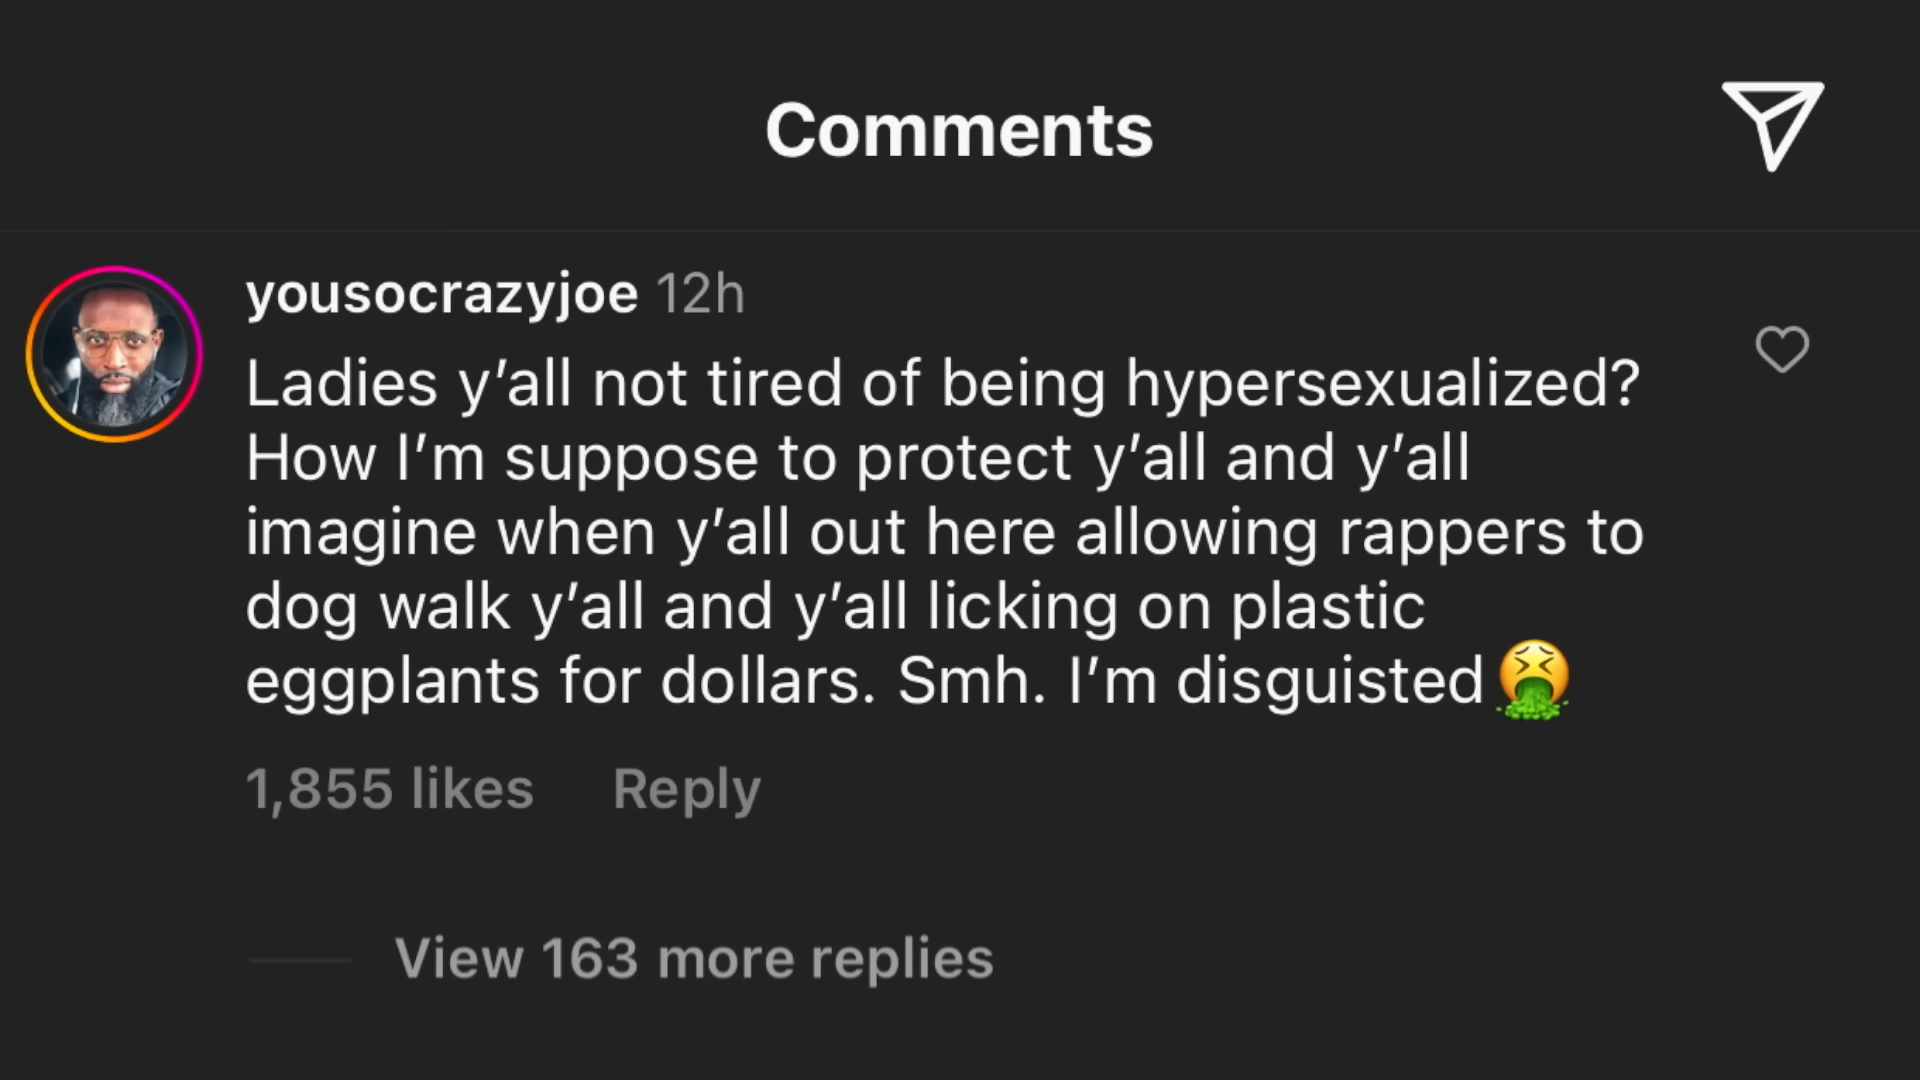 Comments
yousocrazyjoe 12h
Ladies y’all not tired of being hypersexualized?
How I’m suppose to protect y’all and y’all
imagine when y’all out here allowing rappers to
dog walk y’all and y’all licking on plastic
eggplants for dollars. Smh. I’m disguisted🤮
1,855 likes Reply
View 163 more replies